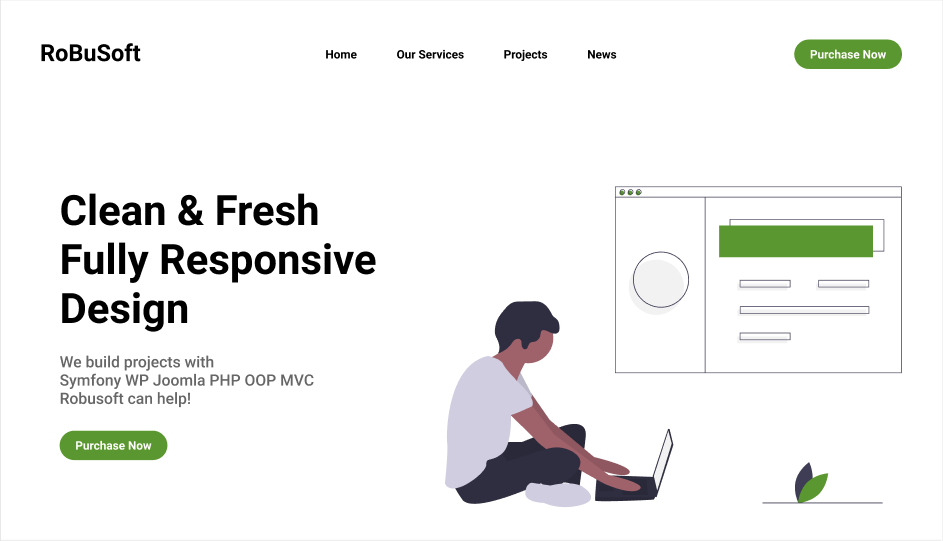 RoBuSoft
Home Our Services Projects News
Purchase Now
Clean & Fresh
Fully Responsive
Design
We build projects with
Symfony WP Joomla PHP OOP MVC
Robusoft can help!
Purchase Now